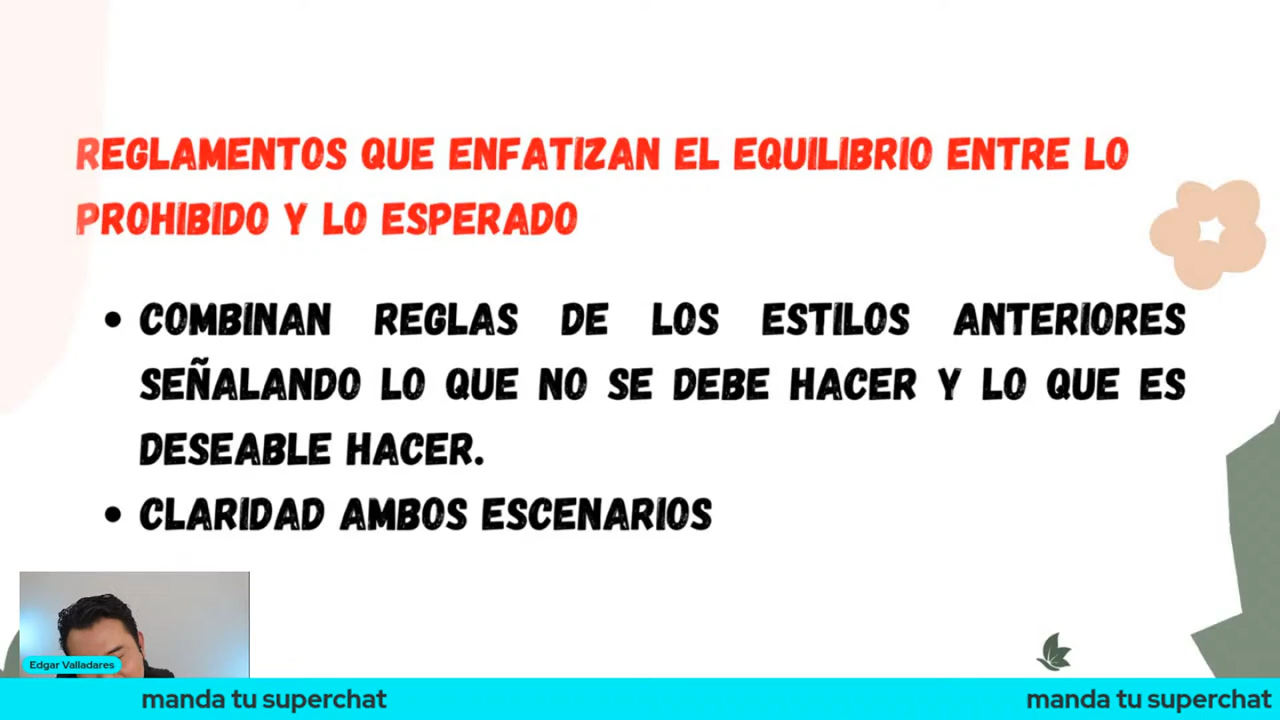 REGLAMENTOS QUE ENFATIZAN EL EQUILIBRIO ENTRE LO
PROHIBIDO Y LO ESPERADO
• COMBINAN REGLAS DE LOS ESTILOS ANTERIORES
SEÑALANDO LO QUE NO SE DEBE HACER Y LO QUE ES
DESEABLE HACER.
• CLARIDAD AMBOS ESCENARIOS
Edgar Valladares
manda tu superchat
manda tu superchat